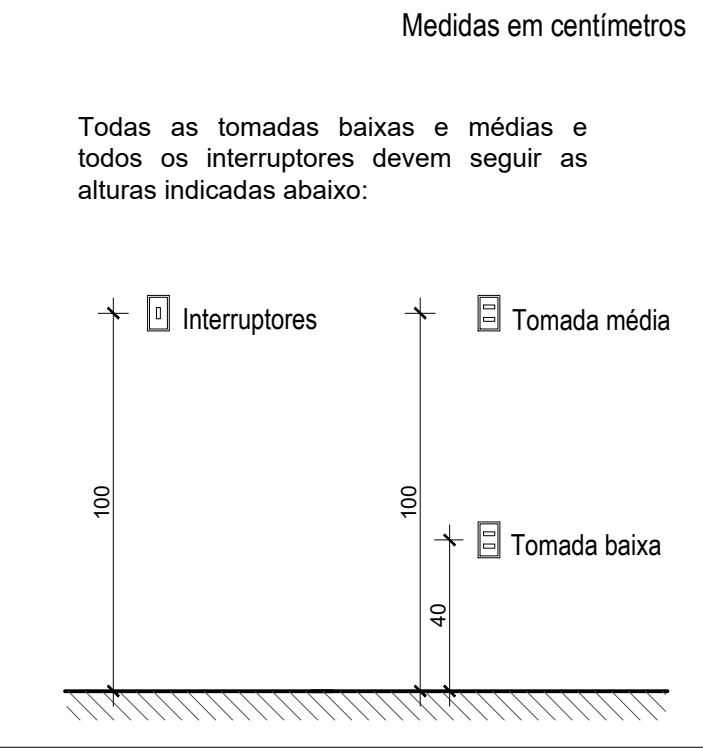 Medidas em centímetros
Todas as tomadas baixas e médias e
todos os interruptores devem seguir as
alturas indicadas abaixo:
Interruptores
Tomada média
100
100
Tomada baixa
40